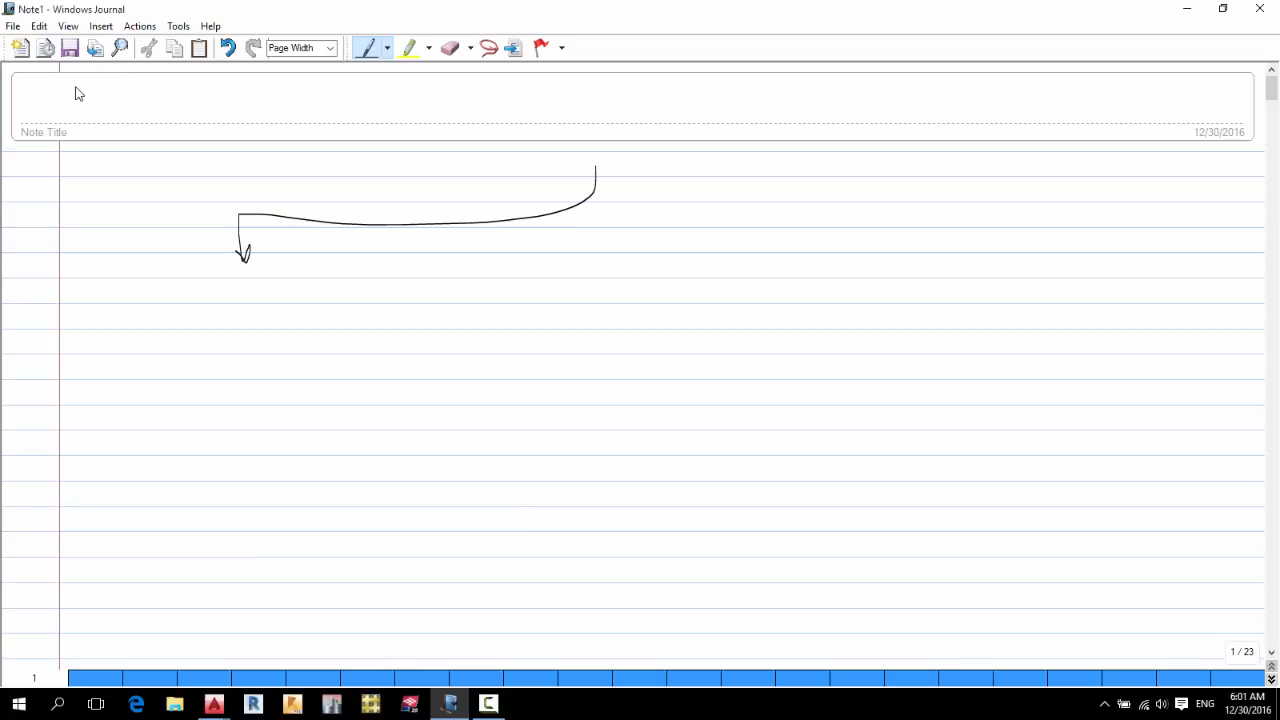 Note1 - Windows Journal
File Edit View Insert Actions Tools Help
Page Width
Note Title 12/30/2016
1 / 23
1
ENG 6:01 AM
12/30/2016